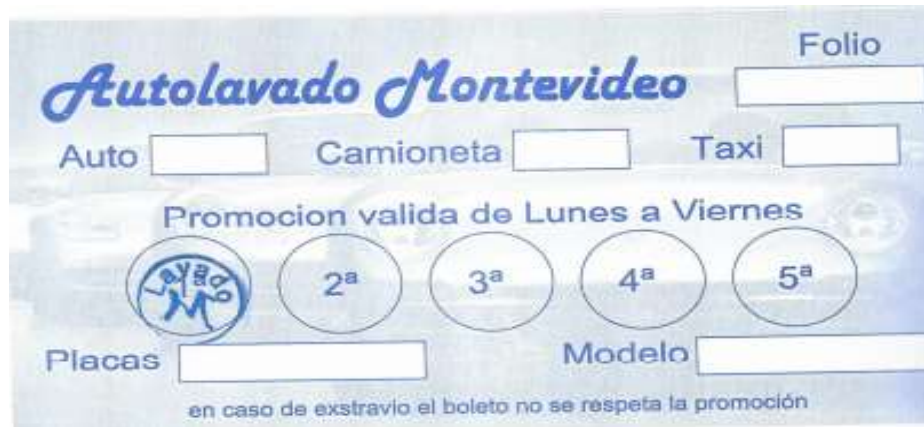 Folio
Autolavado Montevideo
Auto Camioneta Taxi
Promocion valida de Lunes a Viernes
Lavado M 2ª 3ª 4ª 5ª
Placas Modelo
en caso de exstravio el boleto no se respeta la promoción